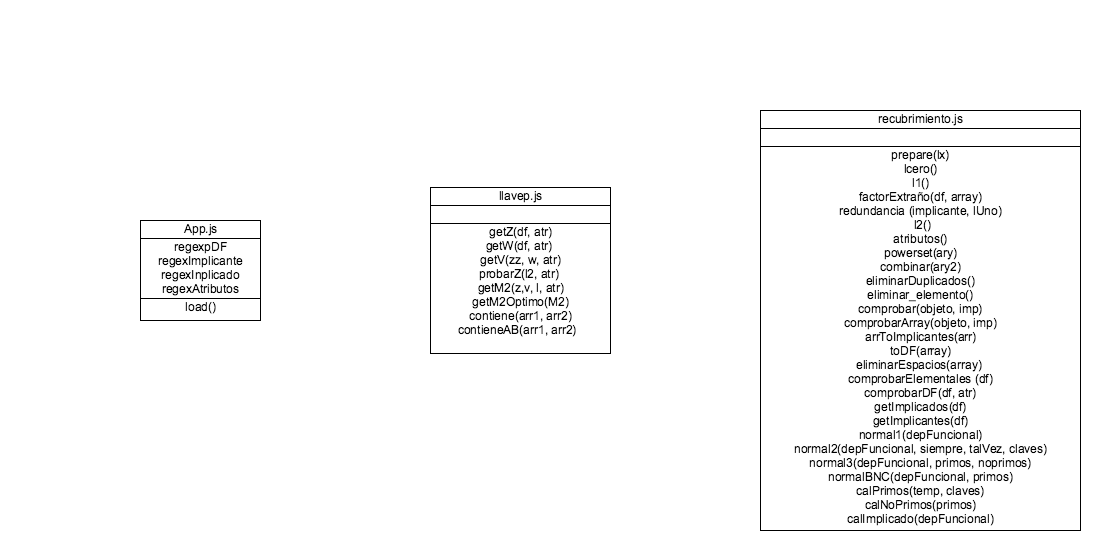 App.js
regexpDF
regexImplicante
regexInplicado
regexAtributos
load()
llavep.js
getZ(df, atr)
getW(df, atr)
getV(zz, w, atr)
probarZ(l2, atr)
getM2(z,v, l, atr)
getM2Optimo(M2)
contiene(arr1, arr2)
contieneAB(arr1, arr2)
recubrimiento.js
prepare(lx)
lcero()
l1()
factorExtraño(df, array)
redundancia (implicante, lUno)
l2()
atributos()
powerset(ary)
combinar(ary2)
eliminarDuplicados()
eliminar_elemento()
comprobar(objeto, imp)
comprobarArray(objeto, imp)
arrToImplicantes(arr)
toDF(array)
eliminarEspacios(array)
comprobarElementales (df)
comprobarDF(df, atr)
getImplicados(df)
getImplicantes(df)
normal1(depFuncional)
normal2(depFuncional, siempre, talVez, claves)
normal3(depFuncional, primos, noprimos)
normalBNC(depFuncional, primos)
calPrimos(temp, claves)
calNoPrimos(primos)
calImplicado(depFuncional)